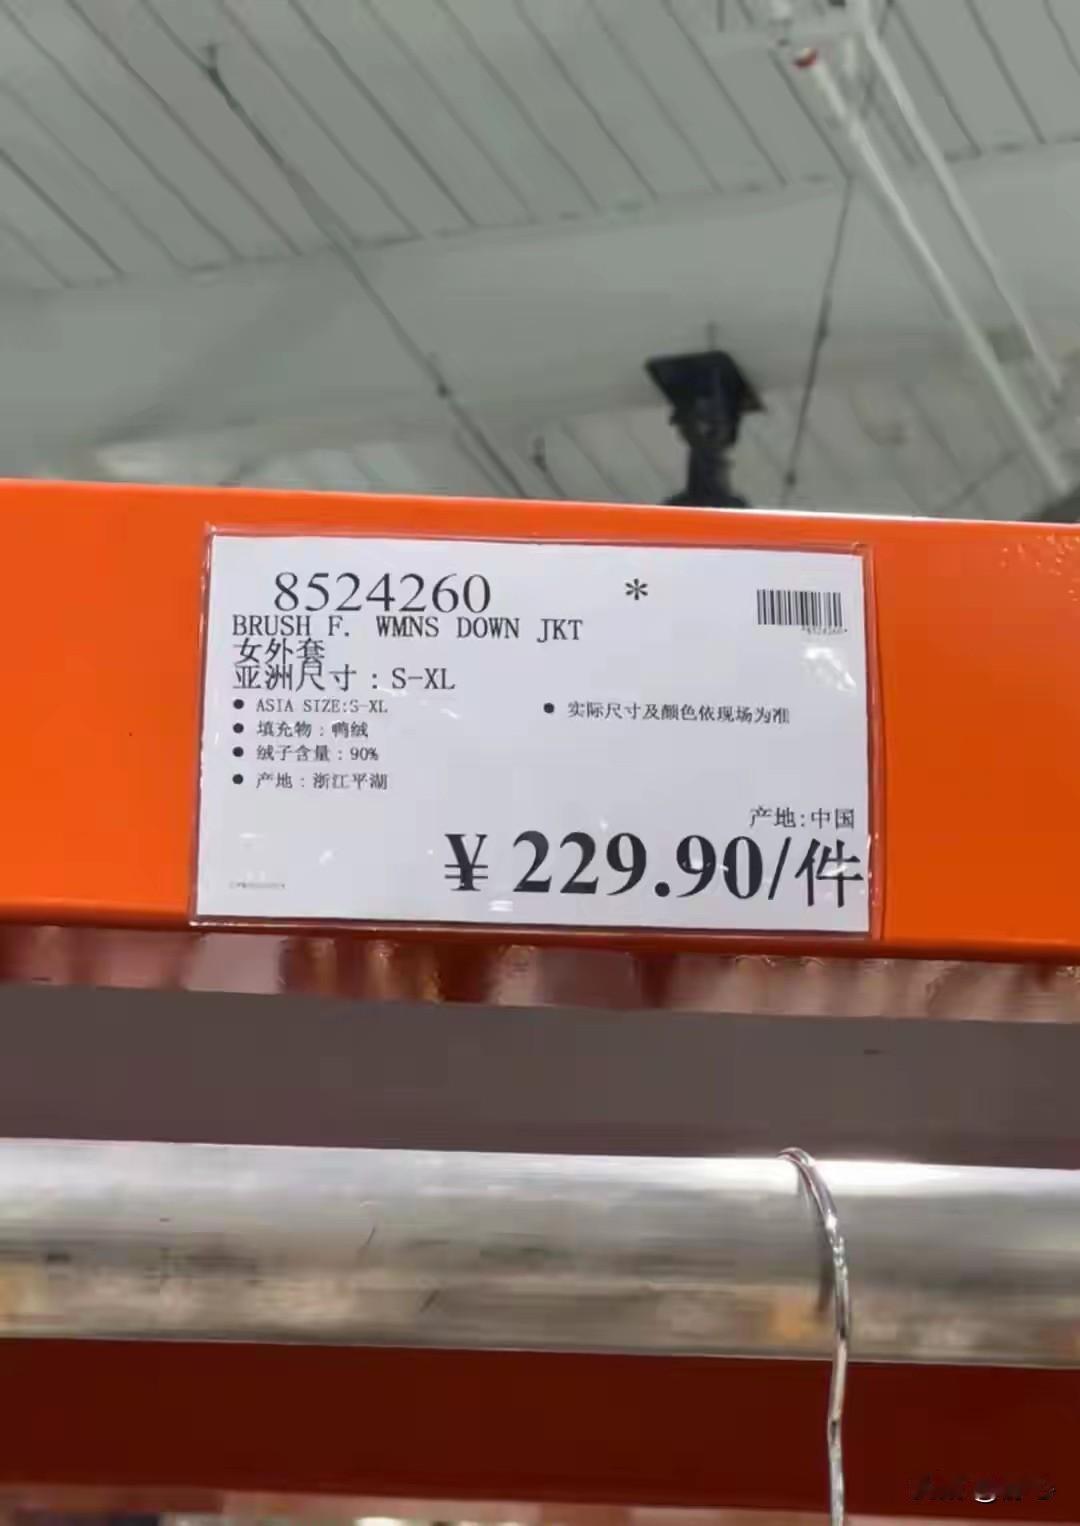 8524260 *
*8524260*
BRUSH F. WMNS DOWN JKT
女外套
亚洲尺寸：S-XL
● ASIA SIZE:S-XL
● 实际尺寸及颜色依现场为准
● 填充物：鸭绒
● 绒子含量：90%
● 产地：浙江平湖
产地:中国
¥ 229.90/件